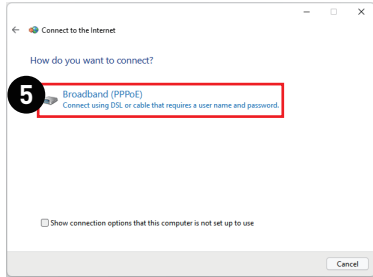 Connect to the Internet
How do you want to connect?
5
Broadband (PPPoE)
Connect using DSL or cable that requires a user name and password.
Show connection options that this computer is not set up to use
Cancel